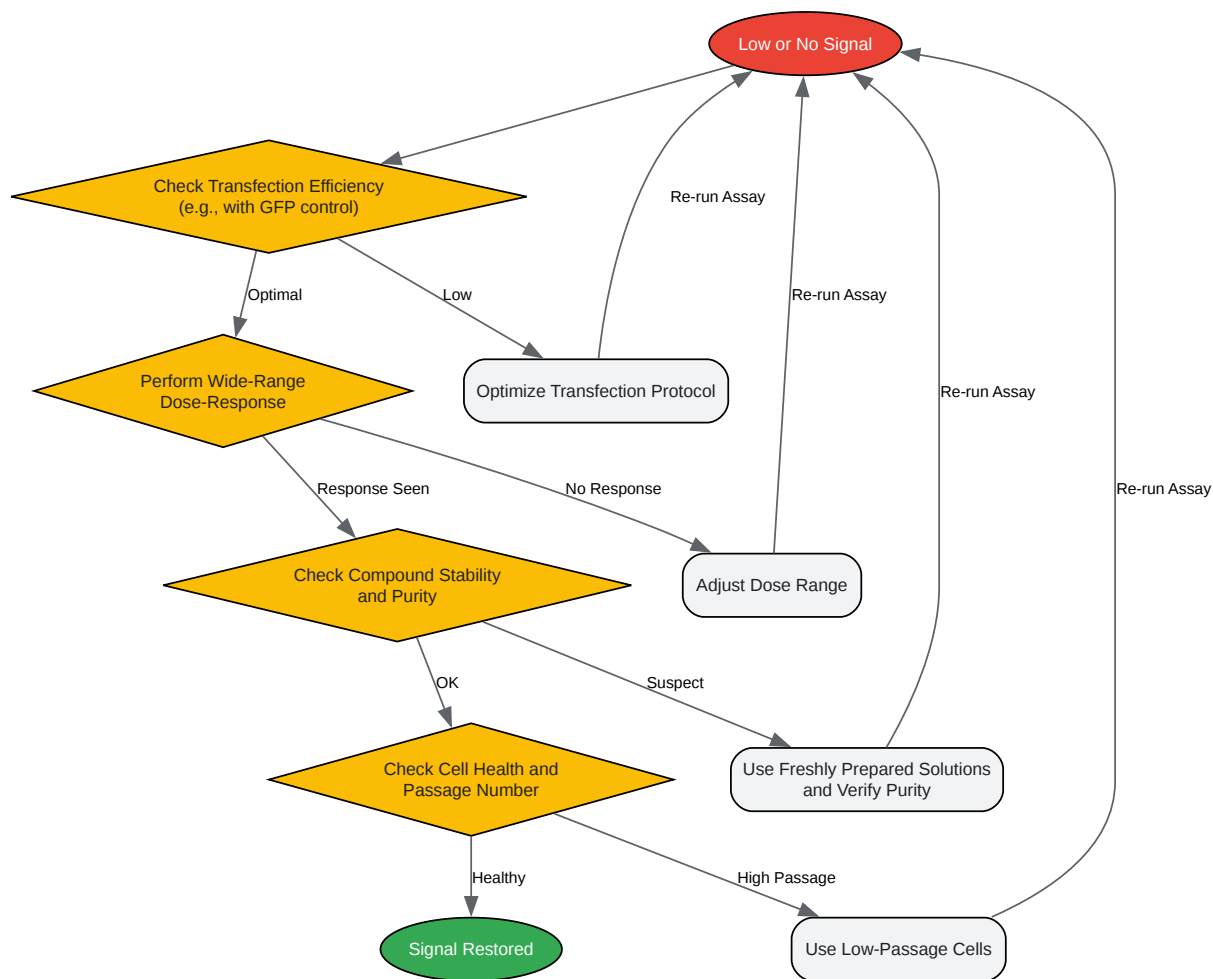 Low or No Signal
Check Transfection Efficiency
(e.g., with GFP control)
Re-run Assay
Optimal
Low
Re-run Assay
Perform Wide-Range
Dose-Response
Optimize Transfection Protocol
Re-run Assay
Response Seen
No Response
Re-run Assay
Check Compound Stability
and Purity
Adjust Dose Range
OK
Suspect
Check Cell Health and
Passage Number
Use Freshly Prepared Solutions
and Verify Purity
Healthy
High Passage
Signal Restored
Use Low-Passage Cells